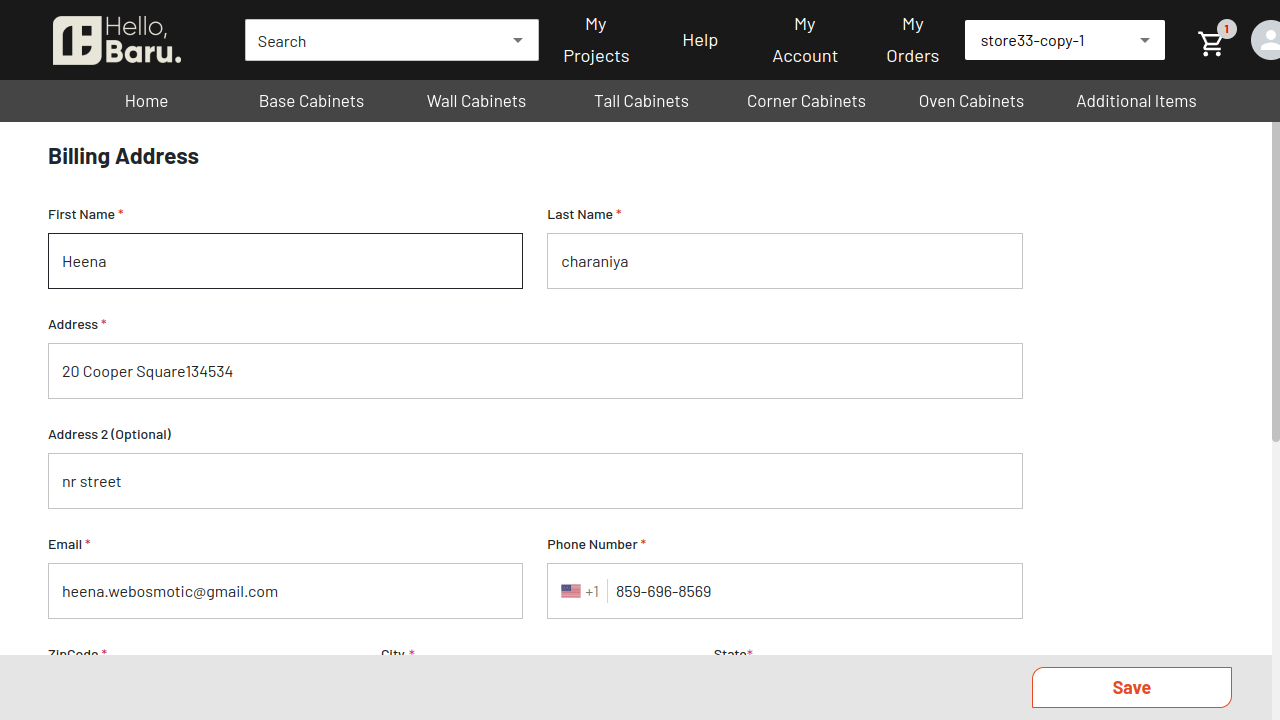 Hello,
Baru.
Search
My Projects
Help
My Account
My Orders
store33-copy-1
1
Home
Base Cabinets
Wall Cabinets
Tall Cabinets
Corner Cabinets
Oven Cabinets
Additional Items
Billing Address
First Name *
Last Name *
Heena
charaniya
Address *
20 Cooper Square134534
Address 2 (Optional)
nr street
Email *
Phone Number *
heena.webosmotic@gmail.com
+1 859-696-8569
ZipCode *
City *
State*
Save